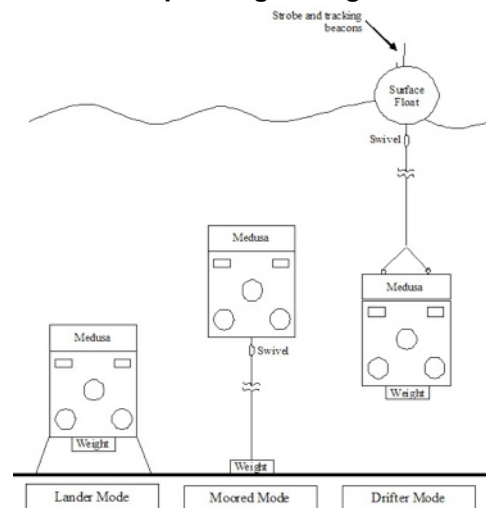 Strobe and tracking
beacons
Surface
Float
Swivel
Medusa
Medusa
Swivel
Weight
Medusa
Weight
Weight
Lander Mode
Moored Mode
Drifter Mode